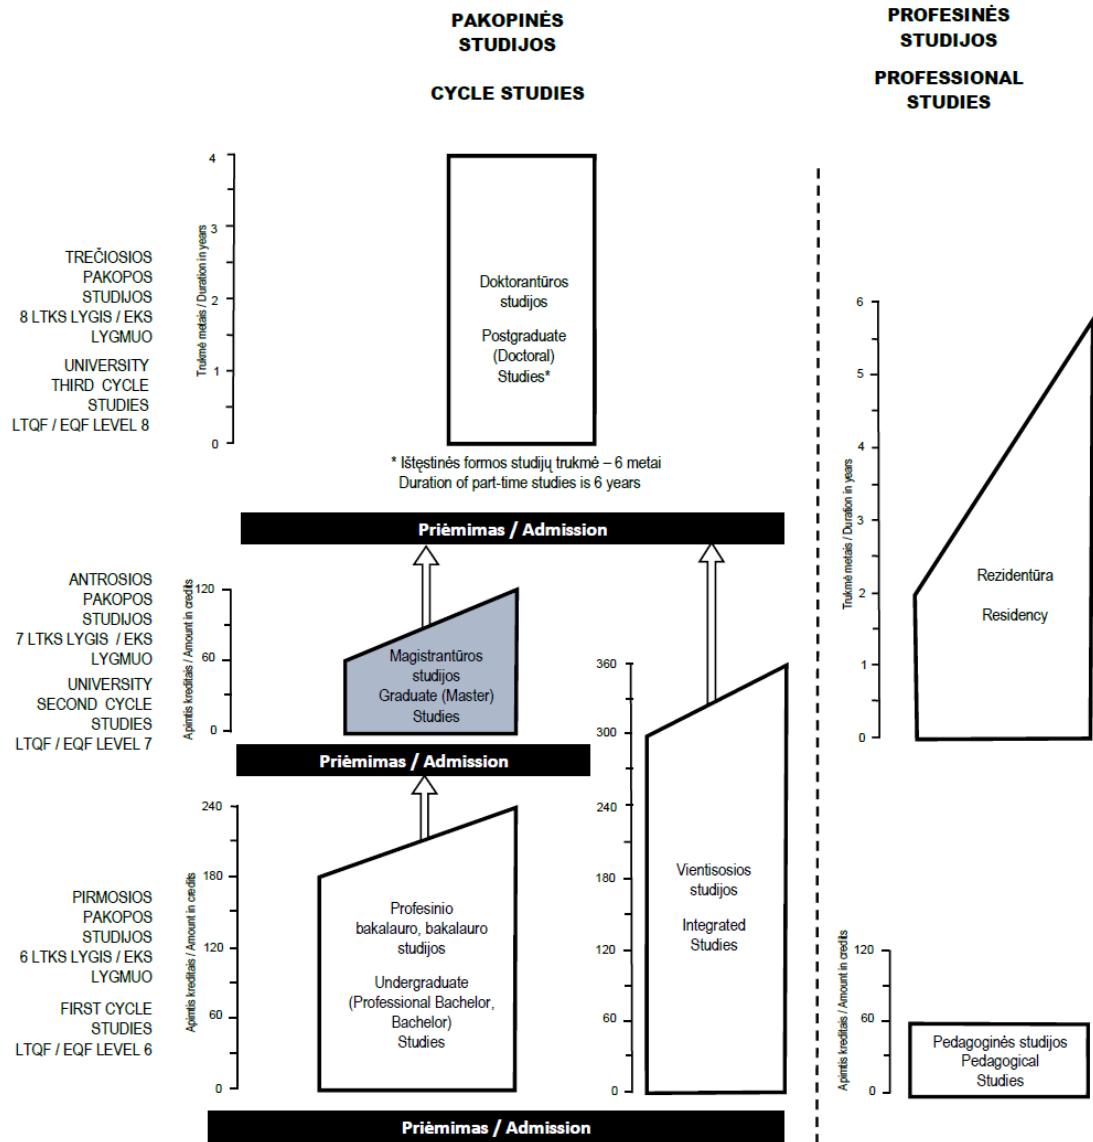 PAKOPINĖS
STUDIJOS
CYCLE STUDIES
PROFESINĖS
STUDIJOS
PROFESSIONAL
STUDIES
TREČIOSIOS
PAKOPOS
STUDIJOS
8 LTKS LYGIS / EKS
LYGMUO
UNIVERSITY
THIRD CYCLE
STUDIES
LTQF / EQF LEVEL 8
Trukmė metais / Duration in years
4
3
2
1
0
Doktorantūros
studijos
Postgraduate
(Doctoral)
Studies*
* Ištęstinės formos studijų trukmė – 6 metai
Duration of part-time studies is 6 years
Priėmimas / Admission
ANTROSIOS
PAKOPOS
STUDIJOS
7 LTKS LYGIS / EKS
LYGMUO
UNIVERSITY
SECOND CYCLE
STUDIES
LTQF / EQF LEVEL 7
Apimtis kreditais / Amount in credits
120
60
0
Magistrantūros
studijos
Graduate (Master)
Studies
Priėmimas / Admission
PIRMOSIOS
PAKOPOS
STUDIJOS
6 LTKS LYGIS / EKS
LYGMUO
FIRST CYCLE
STUDIES
LTQF / EQF LEVEL 6
Apimtis kreditais / Amount in credits
240
180
120
60
0
Profesinio
bakalauro, bakalauro
studijos
Undergraduate
(Professional Bachelor,
Bachelor)
Studies
360
300
240
180
120
60
0
Vientisosios
studijos
Integrated
Studies
Priėmimas / Admission
Trukmė metais / Duration in years
6
5
4
3
2
1
0
Rezidentūra
Residency
Apimtis kreditais / Amount in credits
120
60
0
Pedagoginės studijos
Pedagogical
Studies